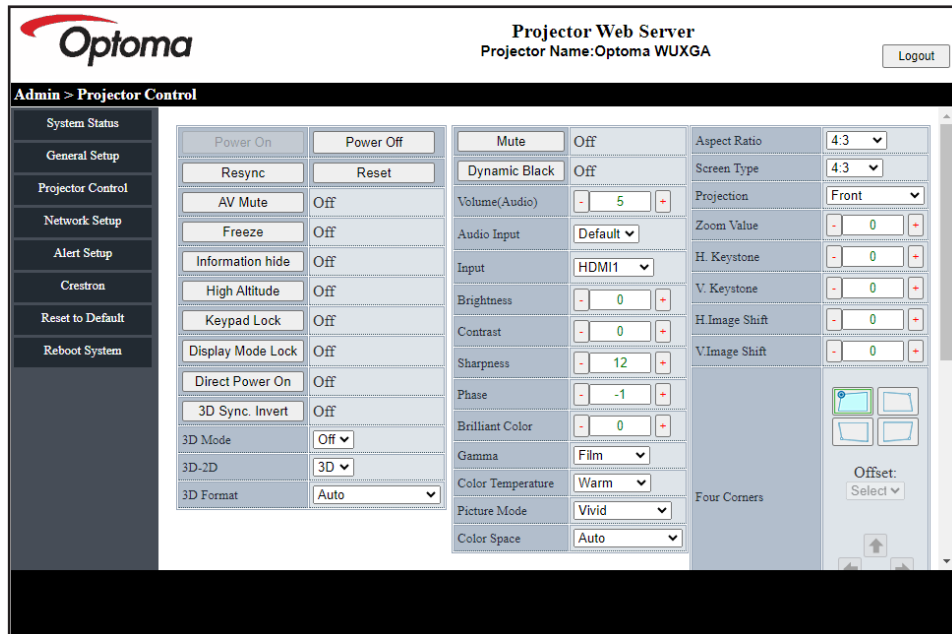 Optoma
Projector Web Server
Projector Name:Optoma WUXGA
Logout
Admin > Projector Control
System Status
General Setup
Projector Control
Network Setup
Alert Setup
Crestron
Reset to Default
Reboot System
Power On Power Off
Resync Reset
AV Mute Off
Freeze Off
Information hide Off
High Altitude Off
Keypad Lock Off
Display Mode Lock Off
Direct Power On Off
3D Sync. Invert Off
3D Mode Off
3D-2D 3D
3D Format Auto
Mute Off
Dynamic Black Off
Volume(Audio) - 5 +
Audio Input Default
Input HDMI1
Brightness - 0 +
Contrast - 0 +
Sharpness - 12 +
Phase - -1 +
Brilliant Color - 0 +
Gamma Film
Color Temperature Warm
Picture Mode Vivid
Color Space Auto
Aspect Ratio 4:3
Screen Type 4:3
Projection Front
Zoom Value - 0 +
H. Keystone - 0 +
V. Keystone - 0 +
H.Image Shift - 0 +
V.Image Shift - 0 +
Four Corners
Offset:
Select